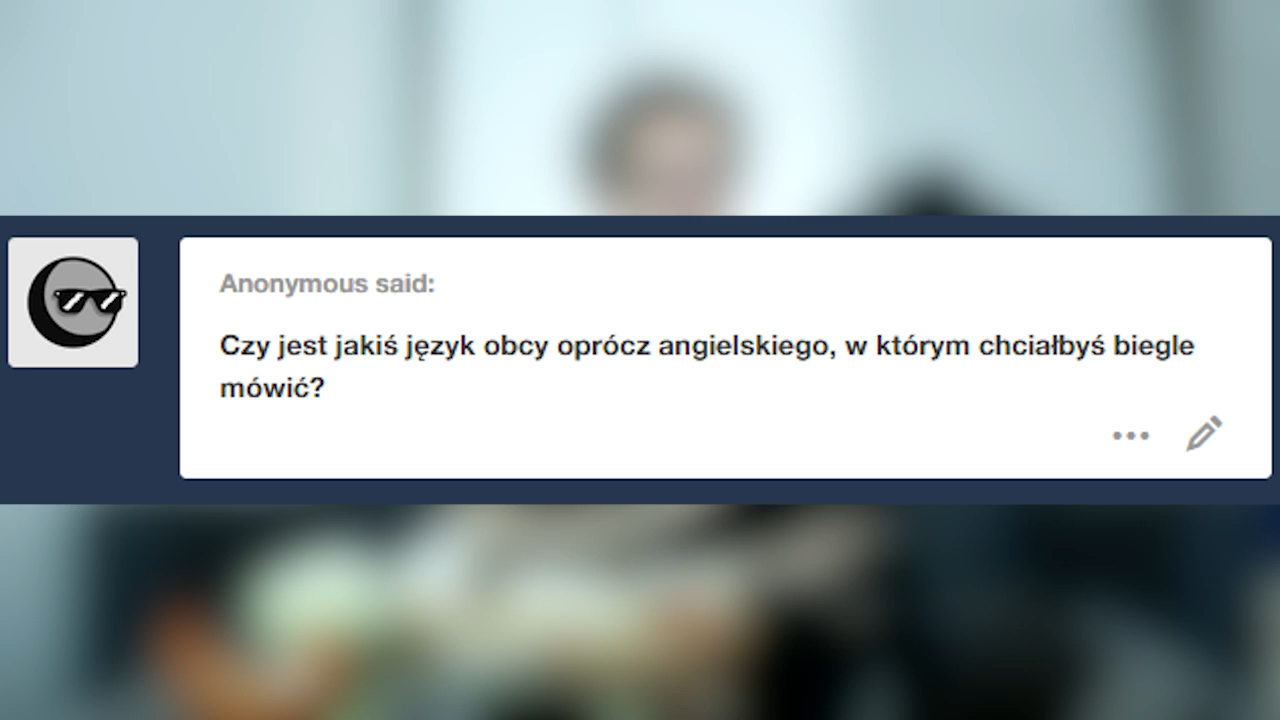 Anonymous said:
Czy jest jakiś język obcy oprócz angielskiego, w którym chciałbyś biegle
mówić?